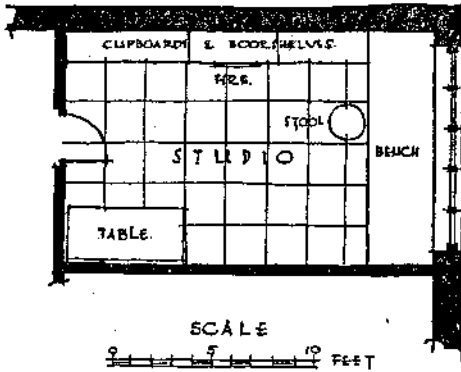 CUPBOARDS & BOOKSHELVES.
FIRE.
STOOL
STUDIO
BENCH
TABLE.
SCALE
0 5 10 FEET